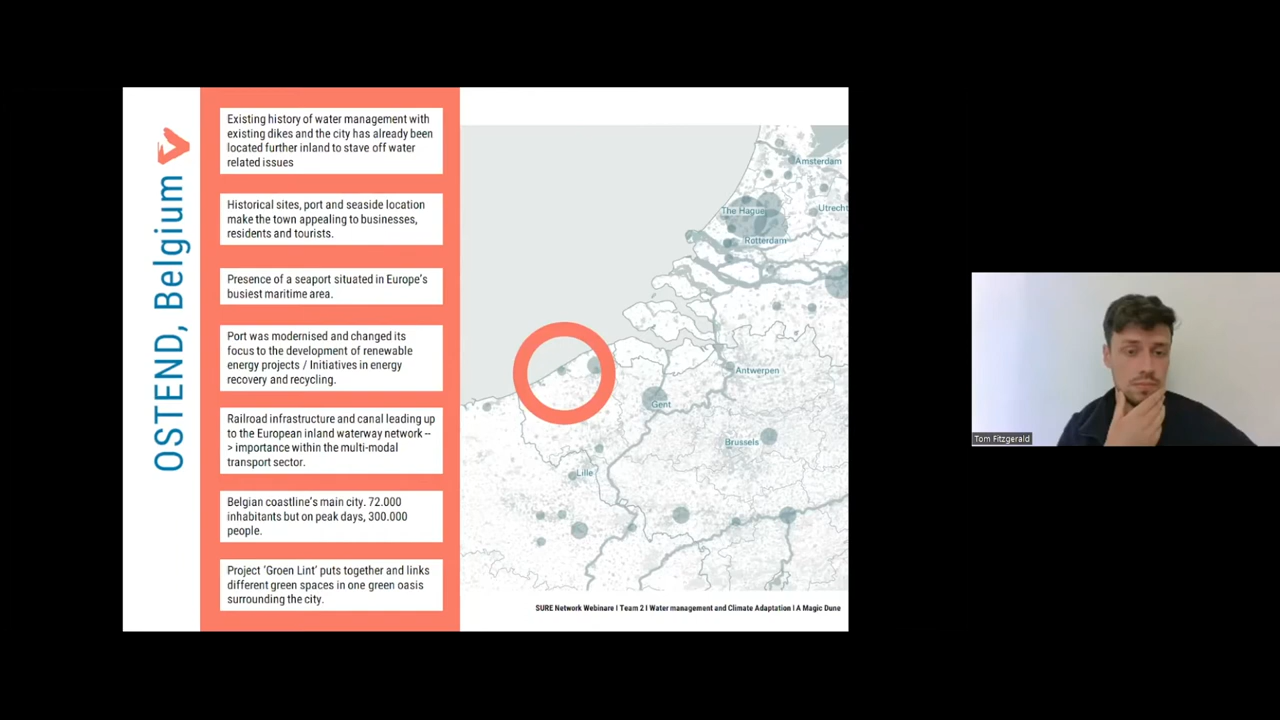 OSTEND, Belgium
Existing history of water management with
existing dikes and the city has already been
located further inland to stave off water
related issues
Historical sites, port and seaside location
make the town appealing to businesses,
residents and tourists.
Presence of a seaport situated in Europe's
busiest maritime area.
Port was modernised and changed its
focus to the development of renewable
energy projects / Initiatives in energy
recovery and recycling.
Railroad infrastructure and canal leading up
to the European inland waterway network --
> importance within the multi-modal
transport sector.
Belgian coastline's main city. 72.000
inhabitants but on peak days, 300.000
people.
Project 'Groen Lint' puts together and links
different green spaces in one green oasis
surrounding the city.
Amsterdam
The Hague
Utrecht
Rotterdam
Antwerpen
Gent
Brussels
Lille
SURE Network Webinare I Team 2 I Water management and Climate Adaptation I A Magic Dune
Tom Fitzgerald